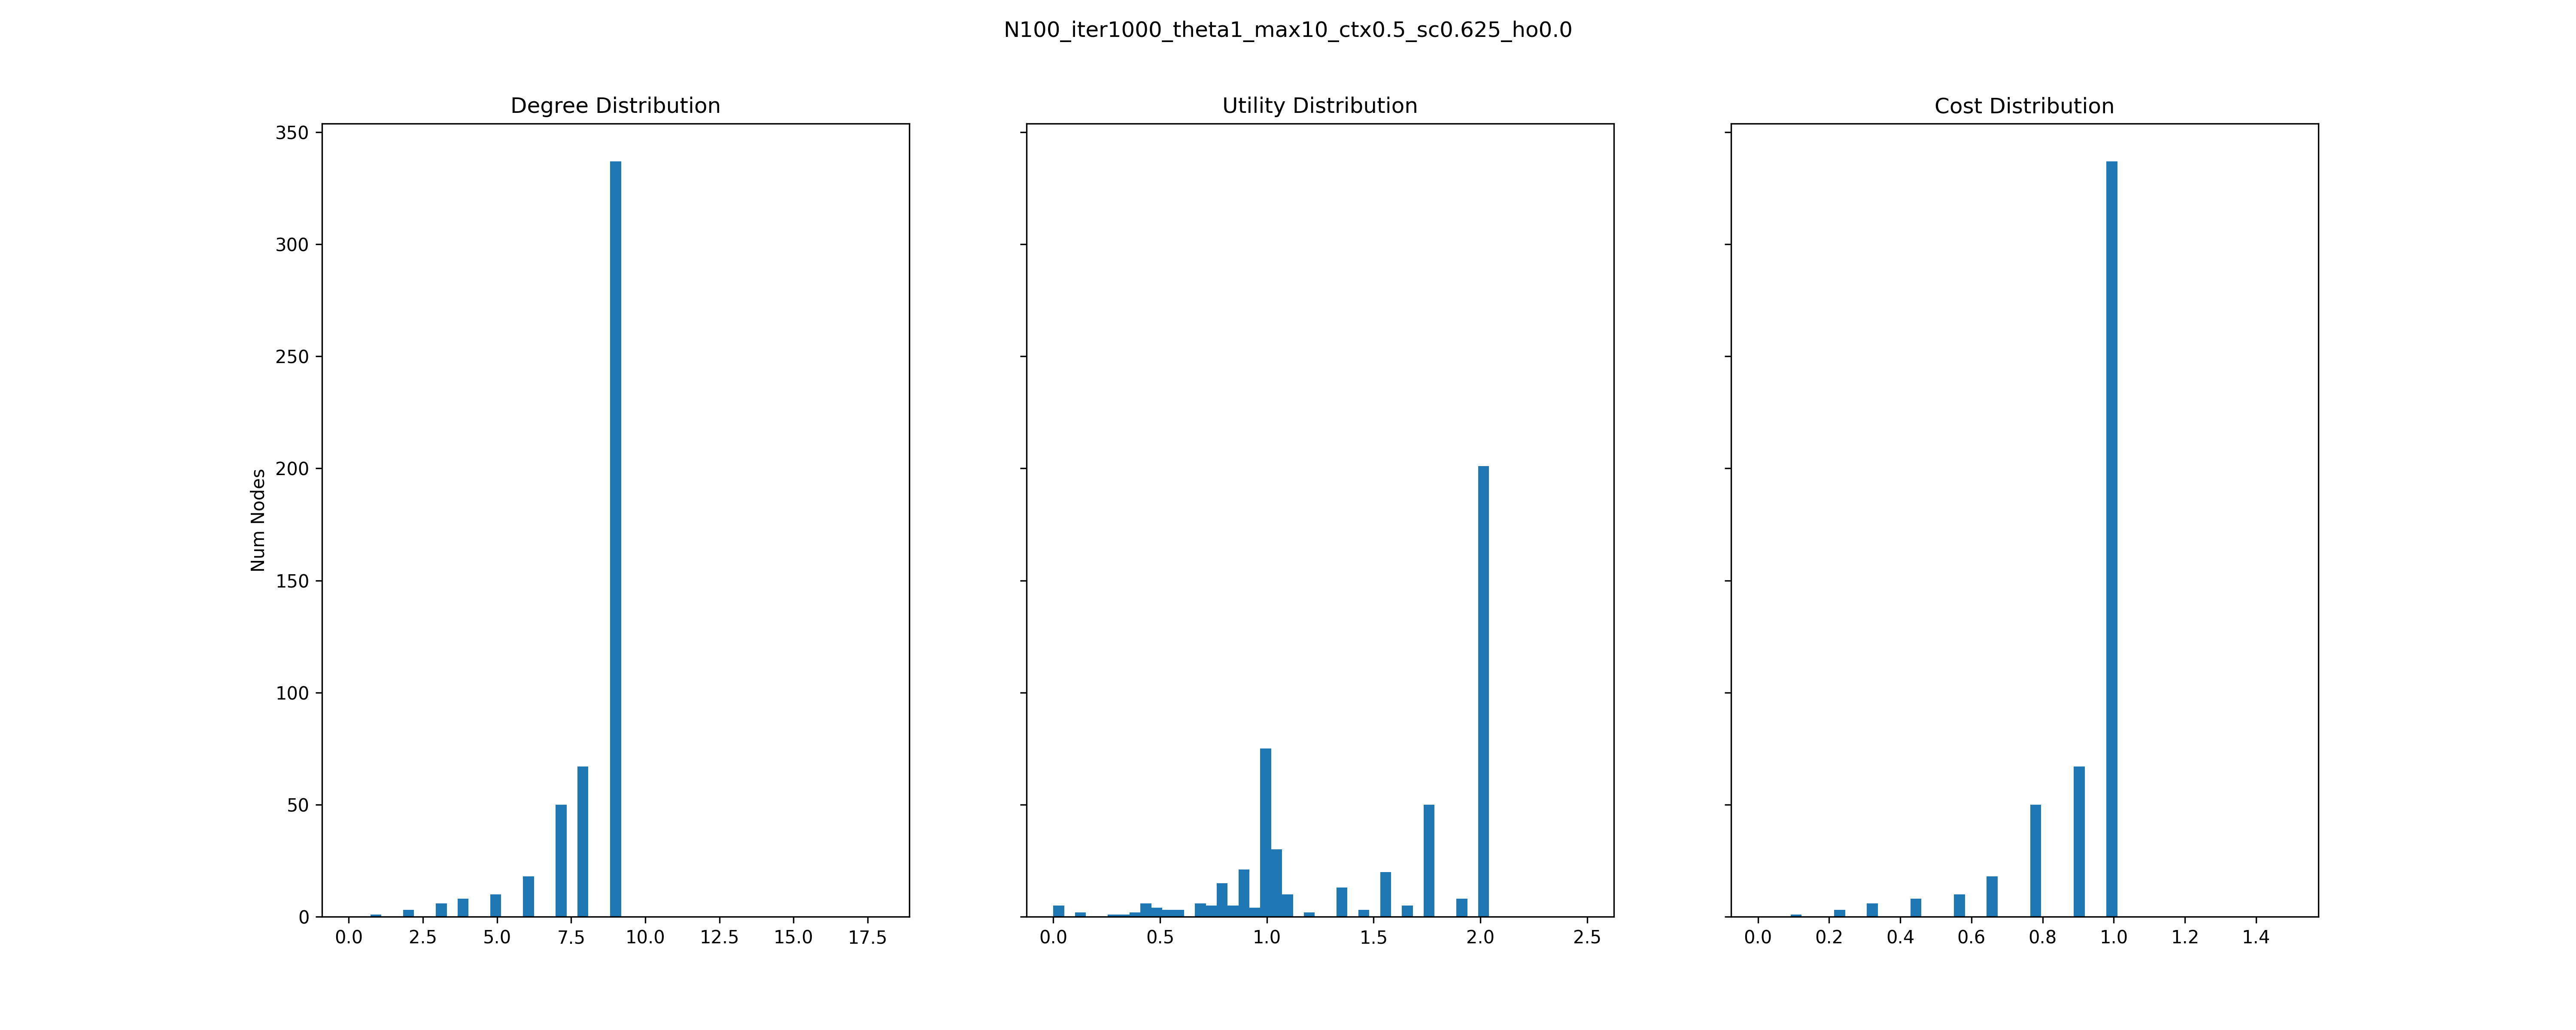 N100_iter1000_theta1_max10_ctx0.5_sc0.625_ho0.0
Degree Distribution
Utility Distribution
Cost Distribution
Num Nodes
350
300
250
200
150
100
50
0
0.0 2.5 5.0 7.5 10.0 12.5 15.0 17.5
0.0 0.5 1.0 1.5 2.0 2.5
0.0 0.2 0.4 0.6 0.8 1.0 1.2 1.4